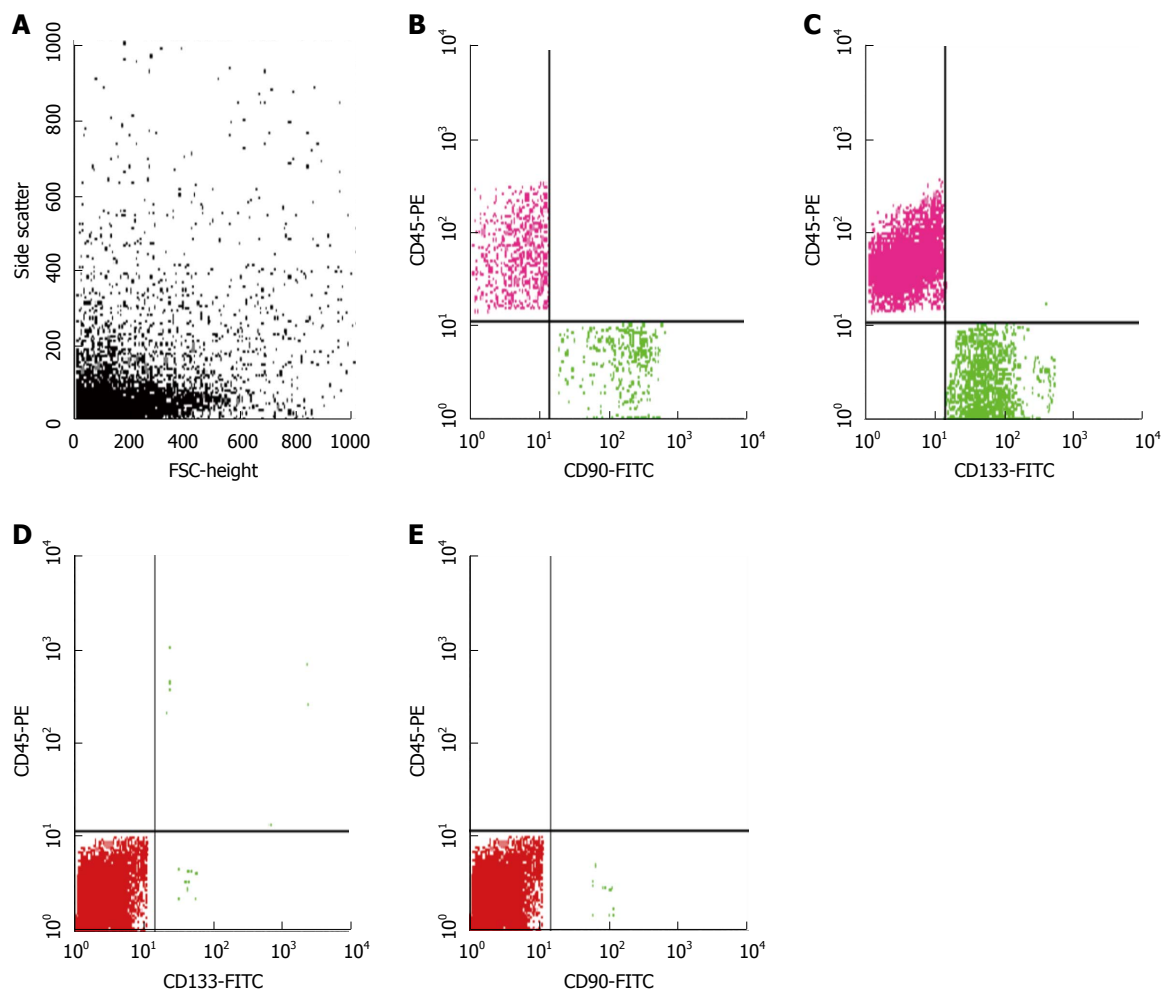 A
1000
800
600
400
200
0
Side scatter
0 200 400 600 800 1000
FSC-height
B
10⁴
10³
10²
10¹
10⁰
CD45-PE
10⁰ 10¹ 10² 10³ 10⁴
CD90-FITC
C
10⁴
10³
10²
10¹
10⁰
CD45-PE
10⁰ 10¹ 10² 10³ 10⁴
CD133-FITC
D
10⁴
10³
10²
10¹
10⁰
CD45-PE
10⁰ 10¹ 10² 10³ 10⁴
CD133-FITC
E
10⁴
10³
10²
10¹
10⁰
CD45-PE
10⁰ 10¹ 10² 10³ 10⁴
CD90-FITC